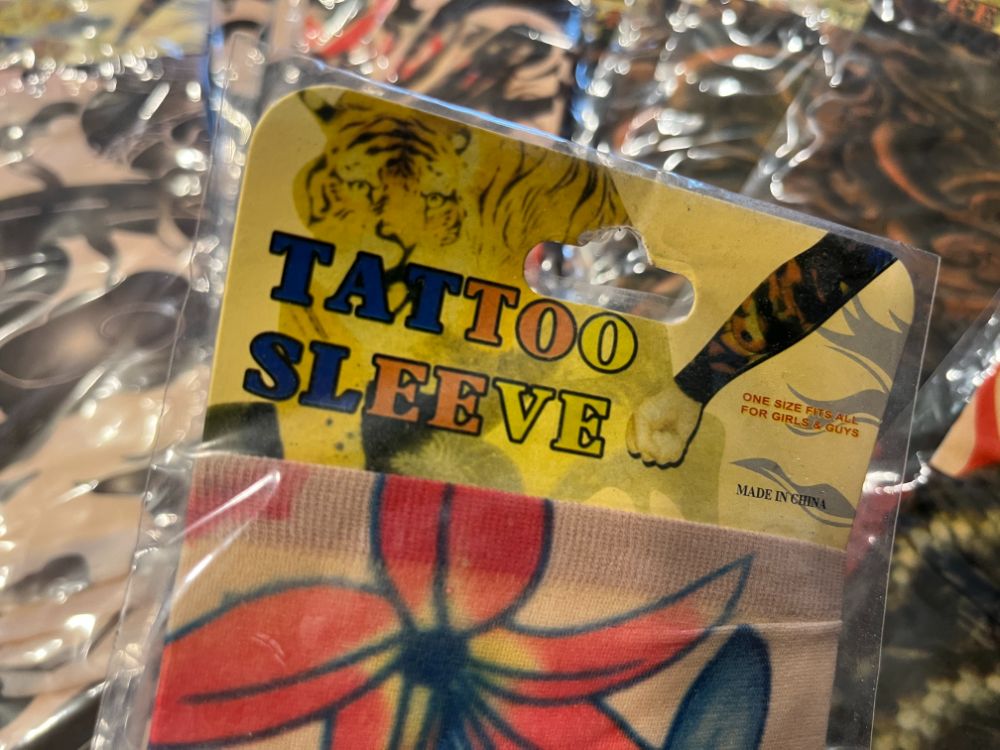 TATTOO
SLEEVE
ONE SIZE FITS ALL
FOR GIRLS & GUYS
MADE IN CHINA